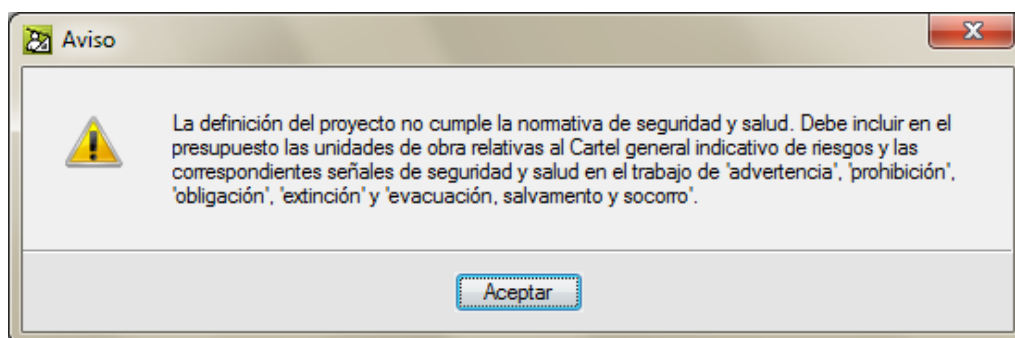 Aviso
La definición del proyecto no cumple la normativa de seguridad y salud. Debe incluir en el
presupuesto las unidades de obra relativas al Cartel general indicativo de riesgos y las
correspondientes señales de seguridad y salud en el trabajo de 'advertencia', 'prohibición',
'obligación', 'extinción' y 'evacuación, salvamento y socorro'.
Aceptar